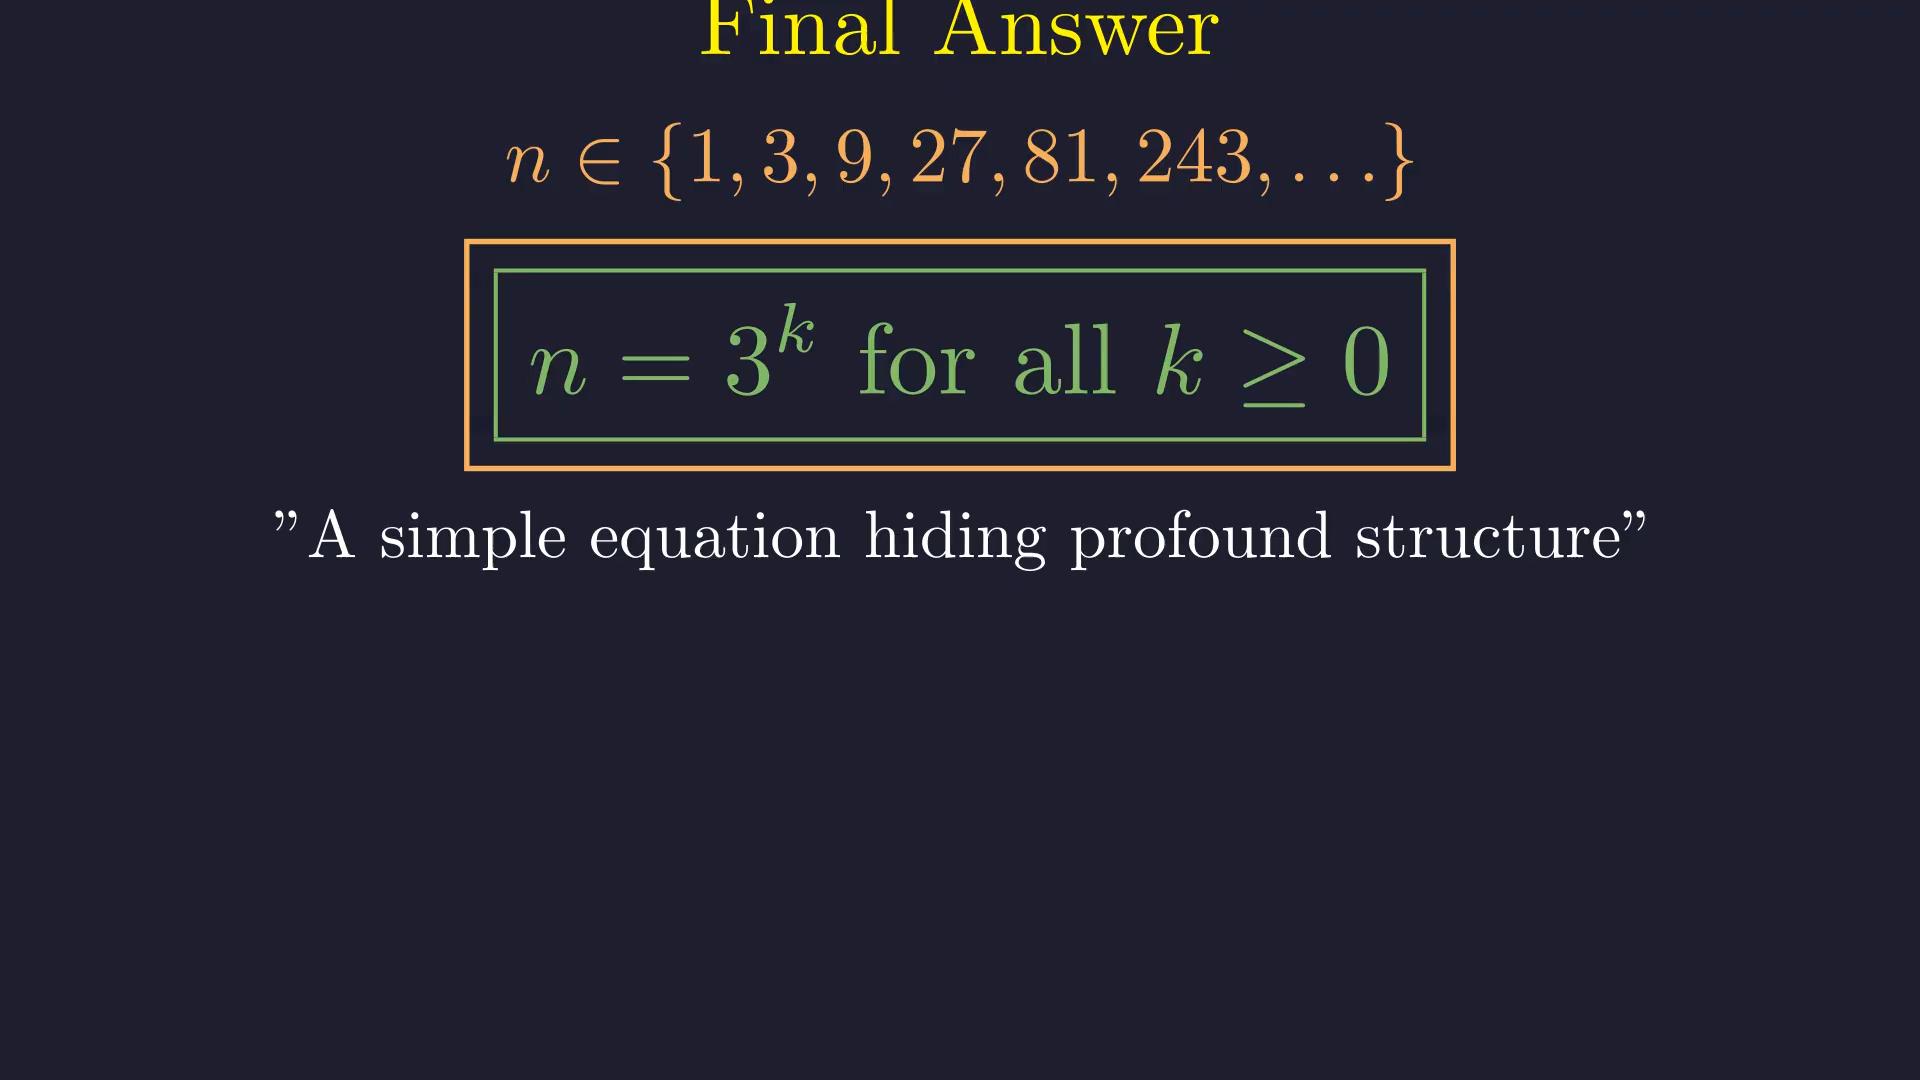 Final Answer
n ∈ {1, 3, 9, 27, 81, 243, . . .}
n = 3^k for all k ≥ 0
”A simple equation hiding profound structure”